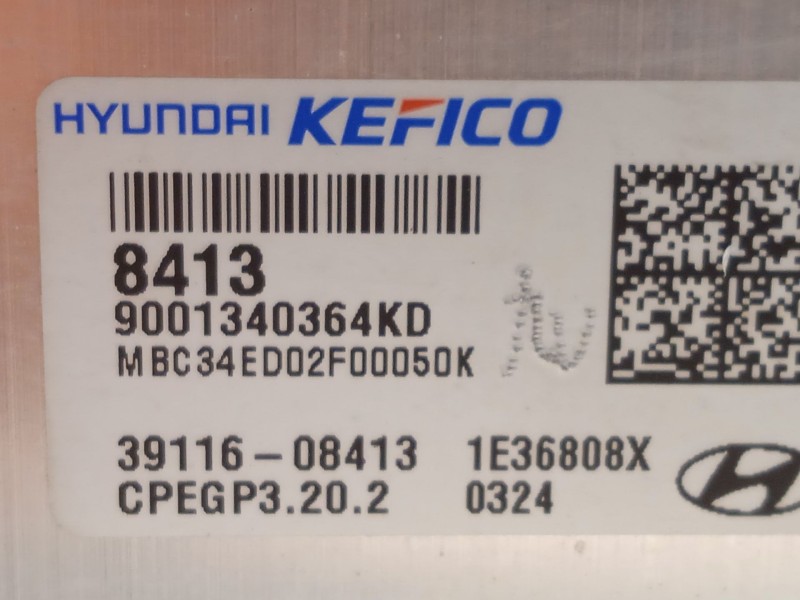 HYUNDAI KEFICO
8413
9001340364KD
MBC34ED02F00050K
39116-08413 1E36808X
CPEGP3.20.2 0324